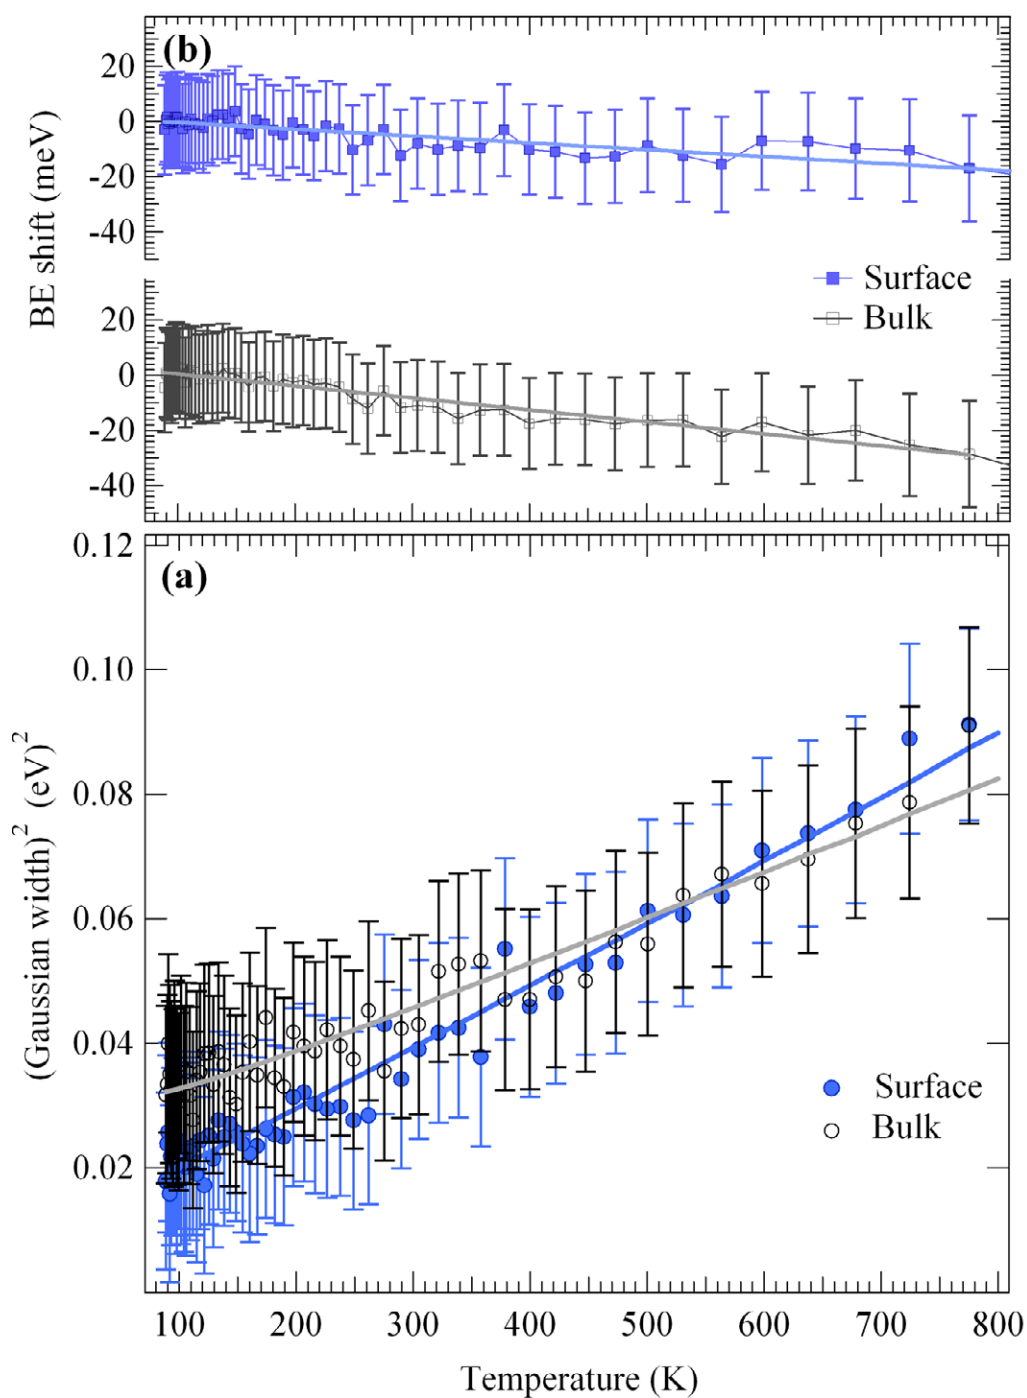 (b)
20
0
-20
-40
BE shift (meV)
Surface
Bulk
20
0
-20
-40
0.12
(a)
0.10
0.08
0.06
0.04
0.02
((Gaussian width)² (eV)²
Surface
Bulk
100 200 300 400 500 600 700 800
Temperature (K)